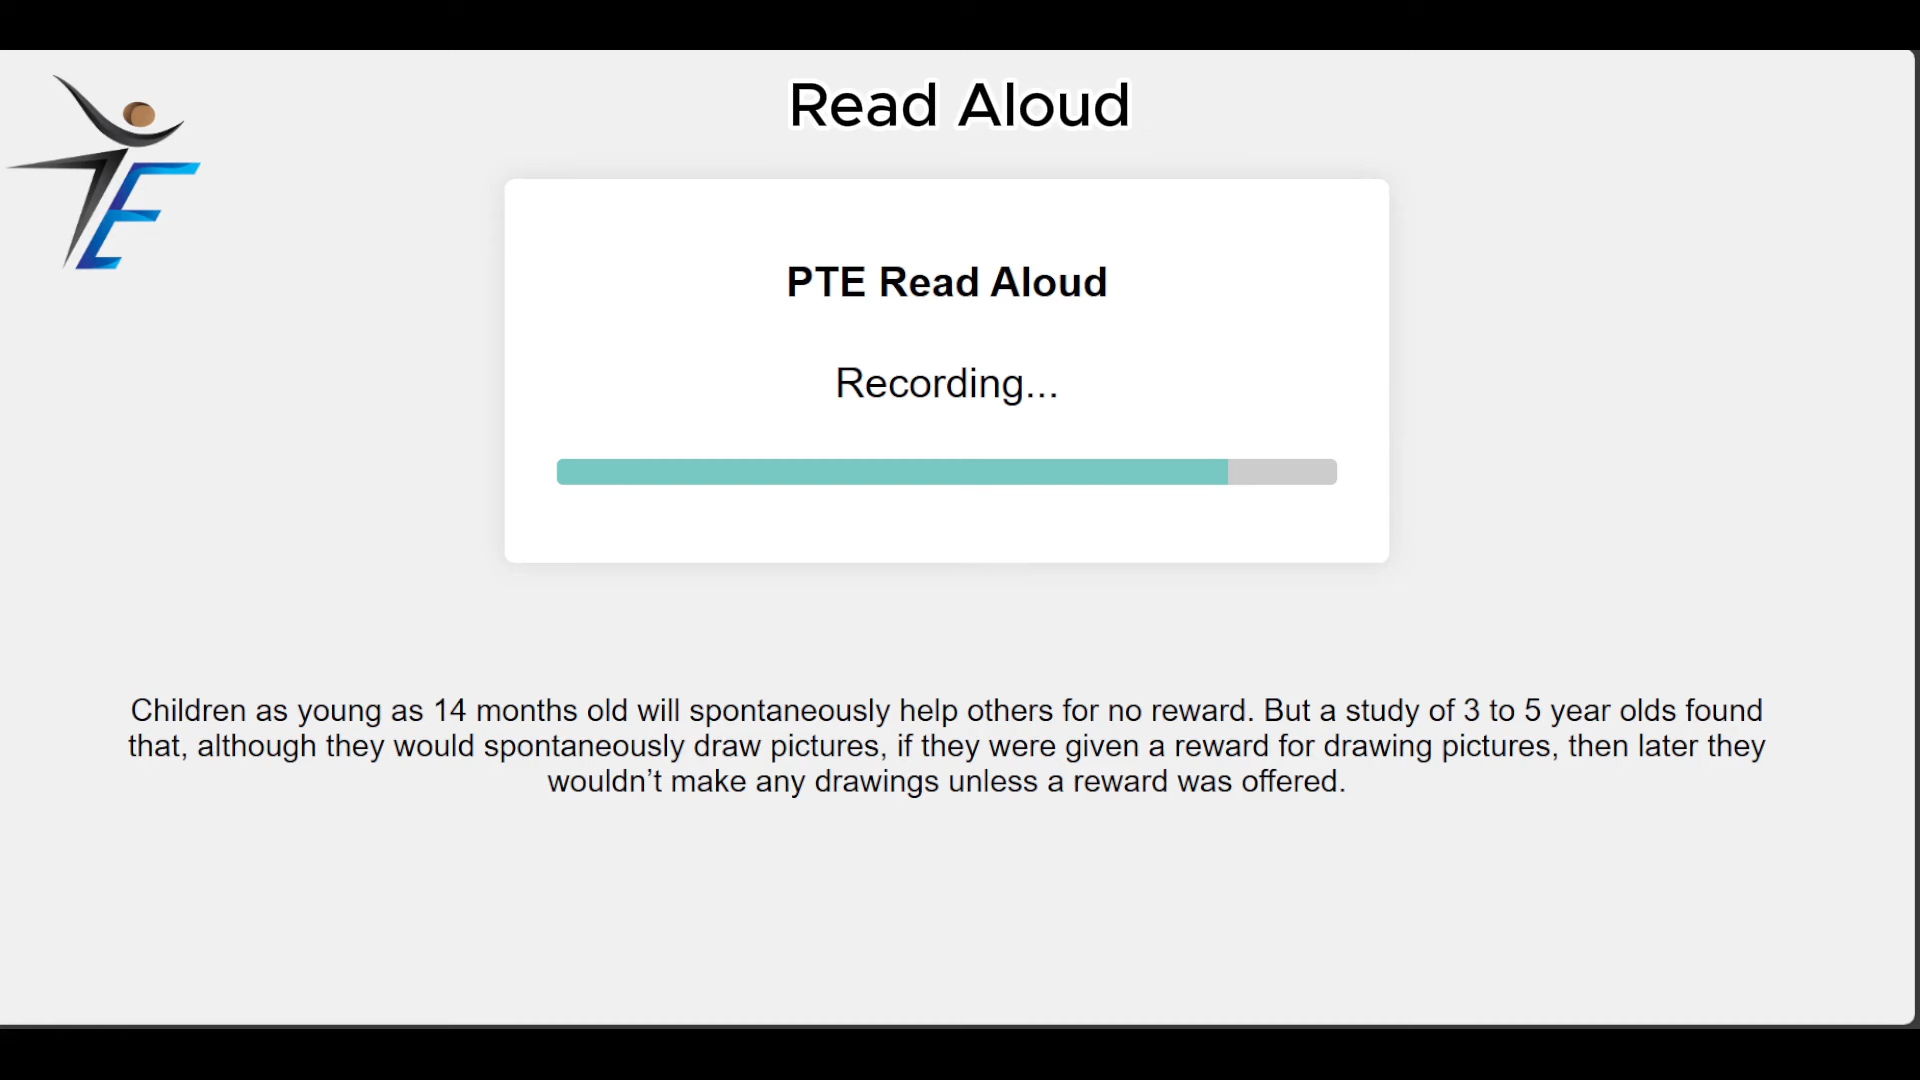 Read Aloud
PTE Read Aloud
Recording...
Children as young as 14 months old will spontaneously help others for no reward. But a study of 3 to 5 year olds found
that, although they would spontaneously draw pictures, if they were given a reward for drawing pictures, then later they
wouldn’t make any drawings unless a reward was offered.